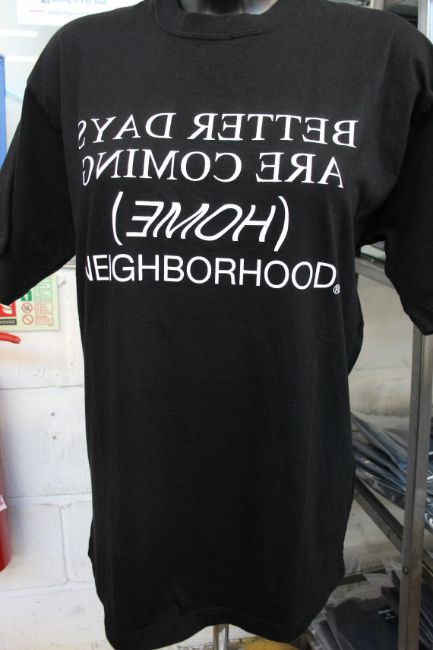 BETTER DAYS
ARE COMING
(HOME)
NEIGHBORHOOD®